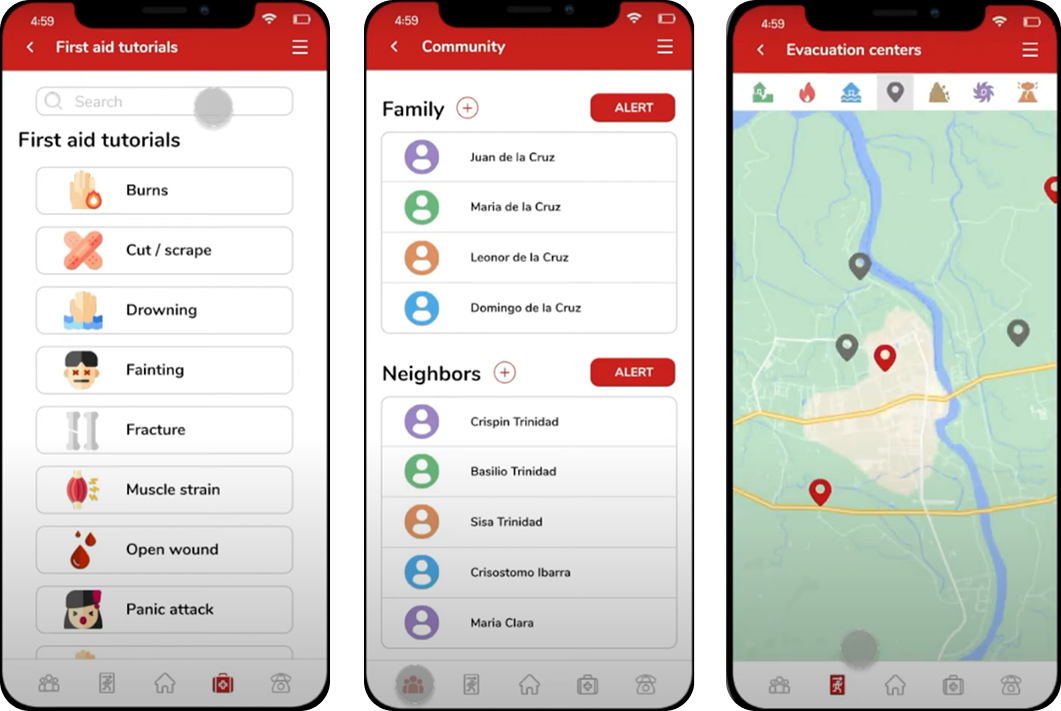 4:59
First aid tutorials
Search
First aid tutorials
Burns
Cut / scrape
Drowning
Fainting
Fracture
Muscle strain
Open wound
Panic attack
4:59
Community
Family
ALERT
Juan de la Cruz
Maria de la Cruz
Leonor de la Cruz
Domingo de la Cruz
Neighbors
ALERT
Crispin Trinidad
Basilio Trinidad
Sisa Trinidad
Crisostomo Ibarra
Maria Clara
4:59
Evacuation centers